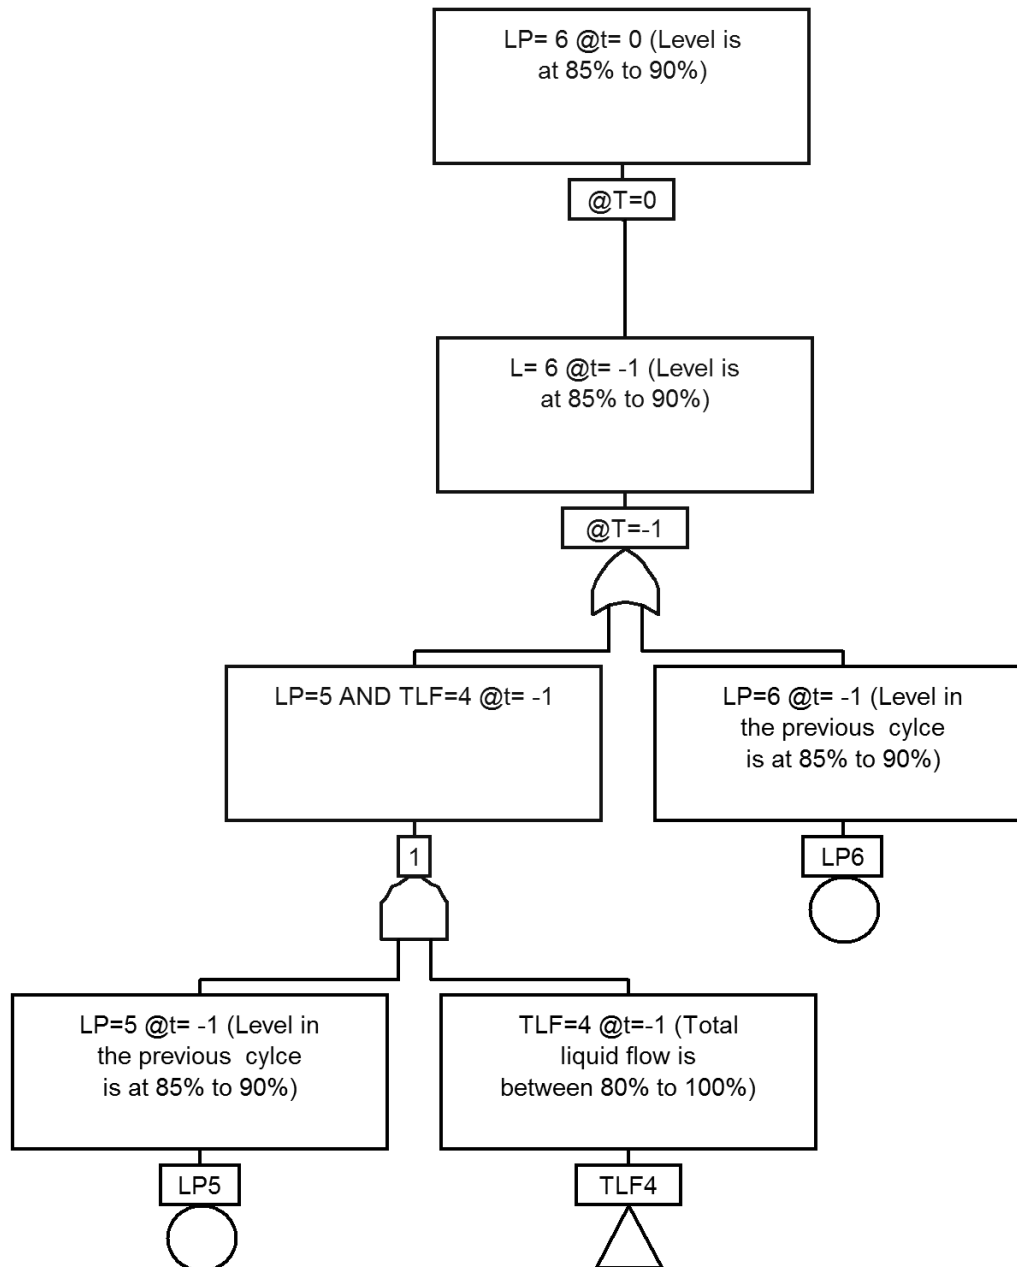 LP= 6 @t= 0 (Level is
at 85% to 90%)
@T=0
L= 6 @t= -1 (Level is
at 85% to 90%)
@T=-1
LP=5 AND TLF=4 @t= -1
LP=6 @t= -1 (Level in
the previous cylce
is at 85% to 90%)
1
LP6
LP=5 @t= -1 (Level in
the previous cylce
is at 85% to 90%)
TLF=4 @t=-1 (Total
liquid flow is
between 80% to 100%)
LP5
TLF4